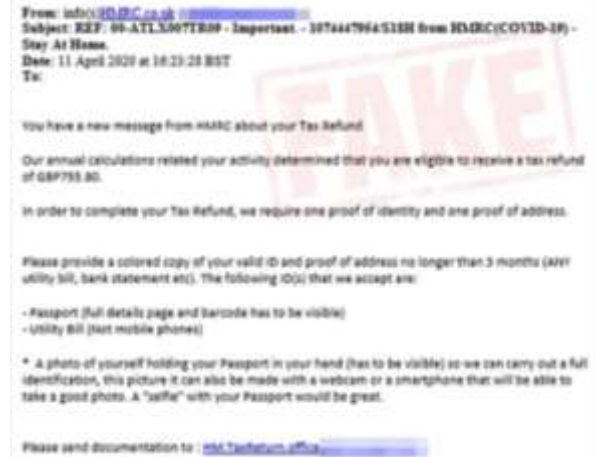 From: info@HMRC.co.uk
Subject: REF: - Important - from HMRC(COVID-19) -
Stay At Home.
Date: 11 April 2020 at 16:23:28 BST
To:
FAKE
You have a new message from HMRC about your Tax Refund
Our annual calculations related your activity determined that you are eligible to receive a tax refund
of GBP755.80.
In order to complete your Tax Refund, we require one proof of identity and one proof of address.
Please provide a colored copy of your valid ID and proof of address no longer than 3 months (ANY
utility bill, bank statement etc). The following ID(s) that we accept are:
- Passport (full details page and barcode has to be visible)
- Utility Bill (Not mobile phones)
* A photo of yourself holding your Passport in your hand (has to be visible) so we can carry out a full
identification, this picture it can also be made with a webcam or a smartphone that will be able to
take a good photo. A "selfie" with your Passport would be great.
Please send documentation to : HM TaxReturn.office